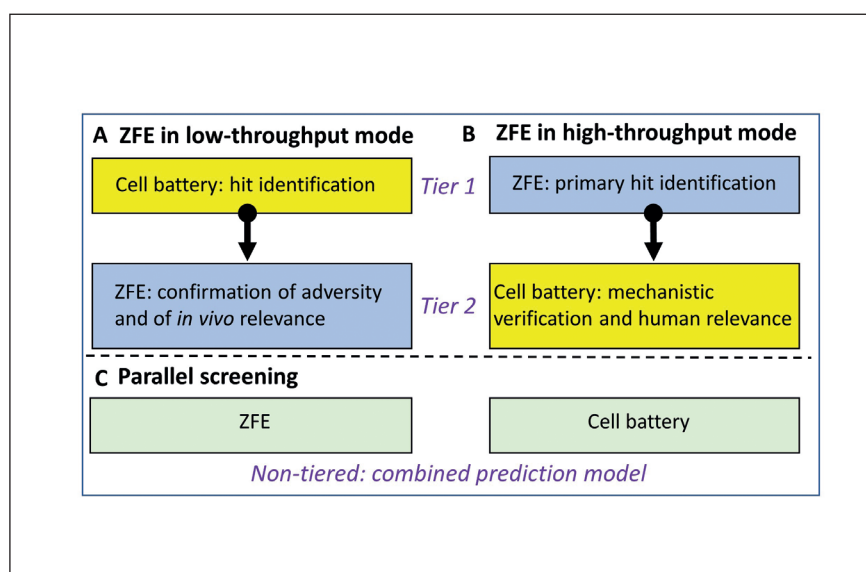 A ZFE in low-throughput mode
B ZFE in high-throughput mode
Cell battery: hit identification
Tier 1
ZFE: primary hit identification
ZFE: confirmation of adversity
and of in vivo relevance
Tier 2
Cell battery: mechanistic
verification and human relevance
C Parallel screening
ZFE
Cell battery
Non-tiered: combined prediction model